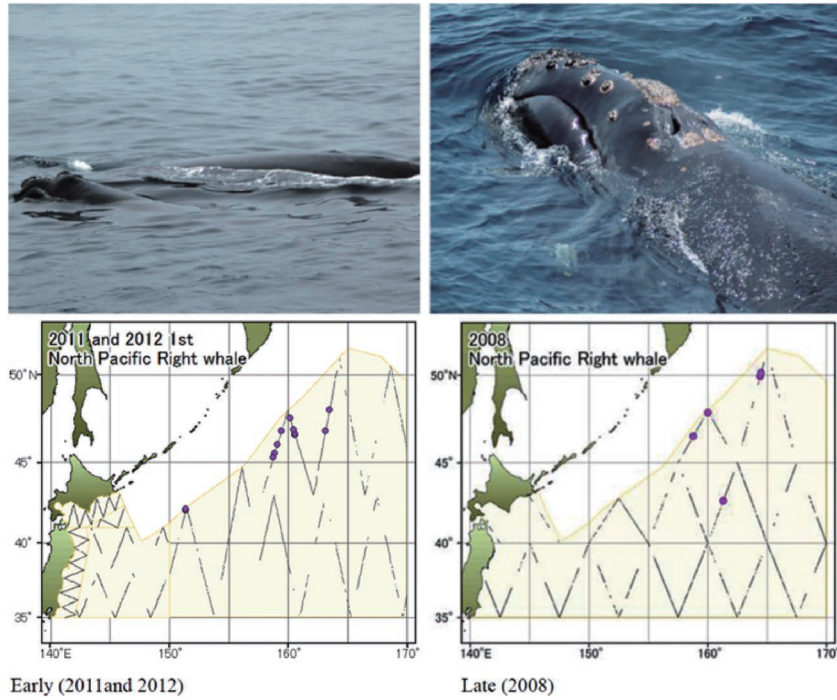 2011 and 2012 1st
North Pacific Right whale
50°N
45°
40°
35°
140°E
150°
160°
170°
2008
North Pacific Right whale
50°N
45°
40°
35°
140°E
150°
160°
170°
Early (2011and 2012)
Late (2008)